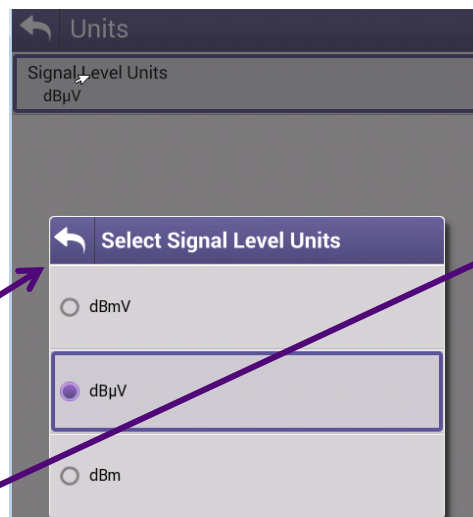 Units
Signal Level Units
dBµV
Select Signal Level Units
dBmV
dBµV
dBm